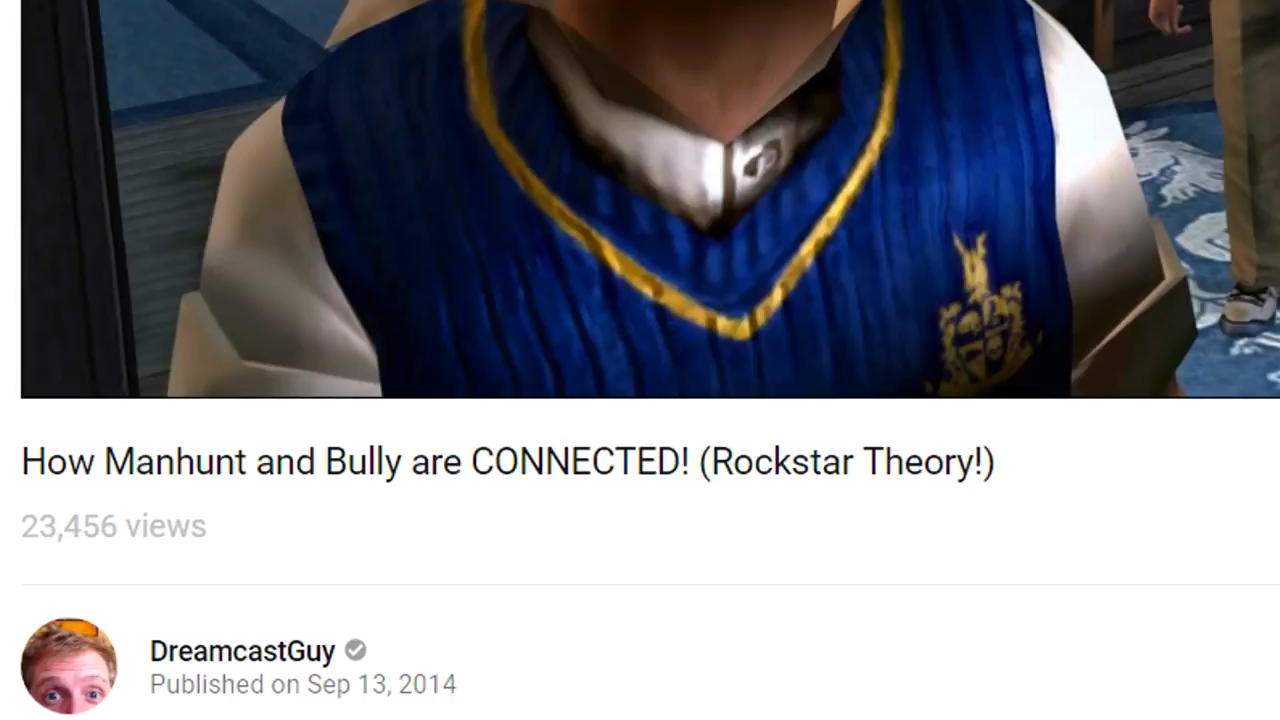 How Manhunt and Bully are CONNECTED! (Rockstar Theory!)
23,456 views
DreamcastGuy
Published on Sep 13, 2014